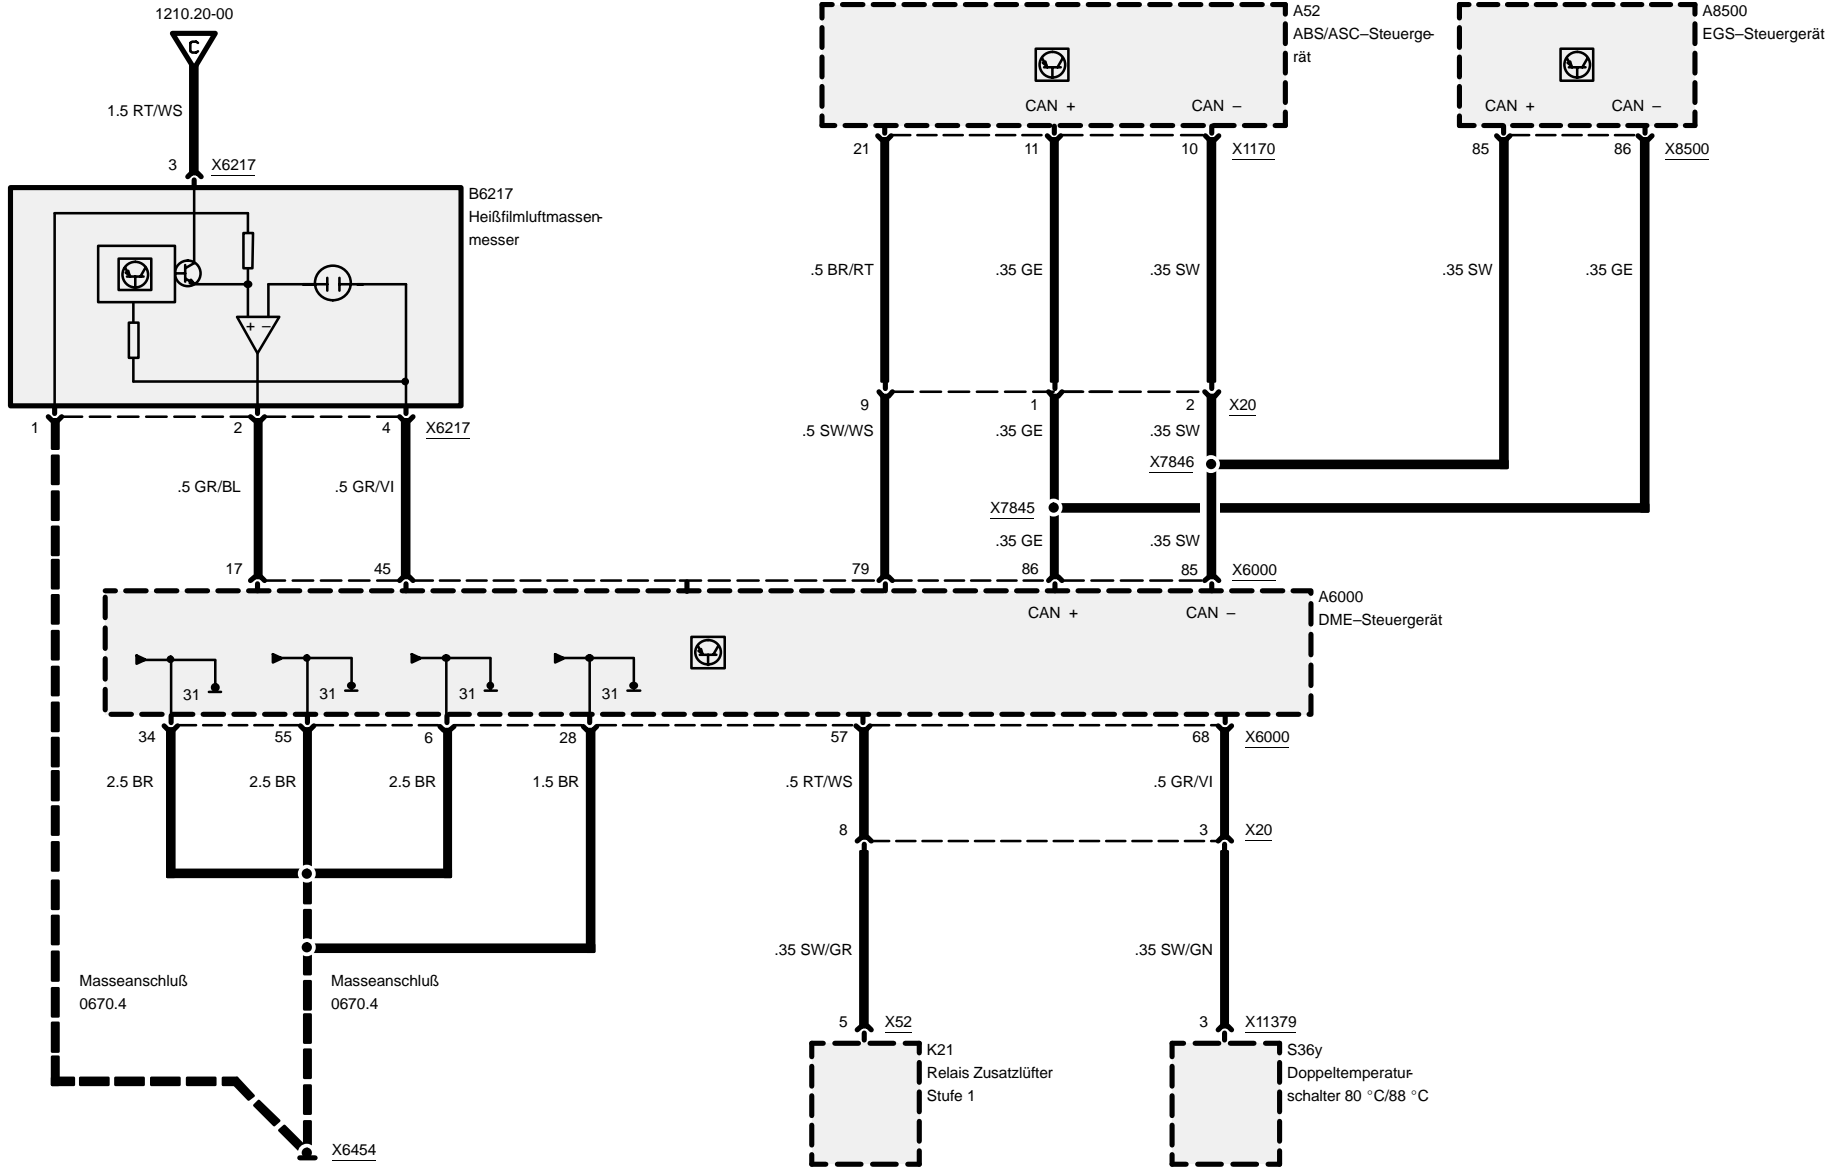 1210.20-00
C
1.5 RT/WS
3 X6217
B6217
Heißfilmluftmassen-
messer
+ –
1 2 4 X6217
.5 GR/BL .5 GR/VI
17 45
A52
ABS/ASC–Steuerge-
rät
CAN + CAN –
21 11 10 X1170
.5 BR/RT .35 GE .35 SW
A8500
EGS–Steuergerät
CAN + CAN –
85 86 X8500
.35 SW .35 GE
9 1 2 X20
.5 SW/WS .35 GE .35 SW
X7846
X7845
.35 GE .35 SW
79 86 85 X6000
A6000
DME–Steuergerät
CAN + CAN –
31 31 31 31
34 55 6 28 57 68 X6000
2.5 BR 2.5 BR 2.5 BR 1.5 BR .5 RT/WS .5 GR/VI
8 3 X20
.35 SW/GR .35 SW/GN
Masseanschluß
0670.4
Masseanschluß
0670.4
X6454
5 X52
K21
Relais Zusatzlüfter
Stufe 1
3 X11379
S36y
Doppeltemperatur-
schalter 80 °C/88 °C